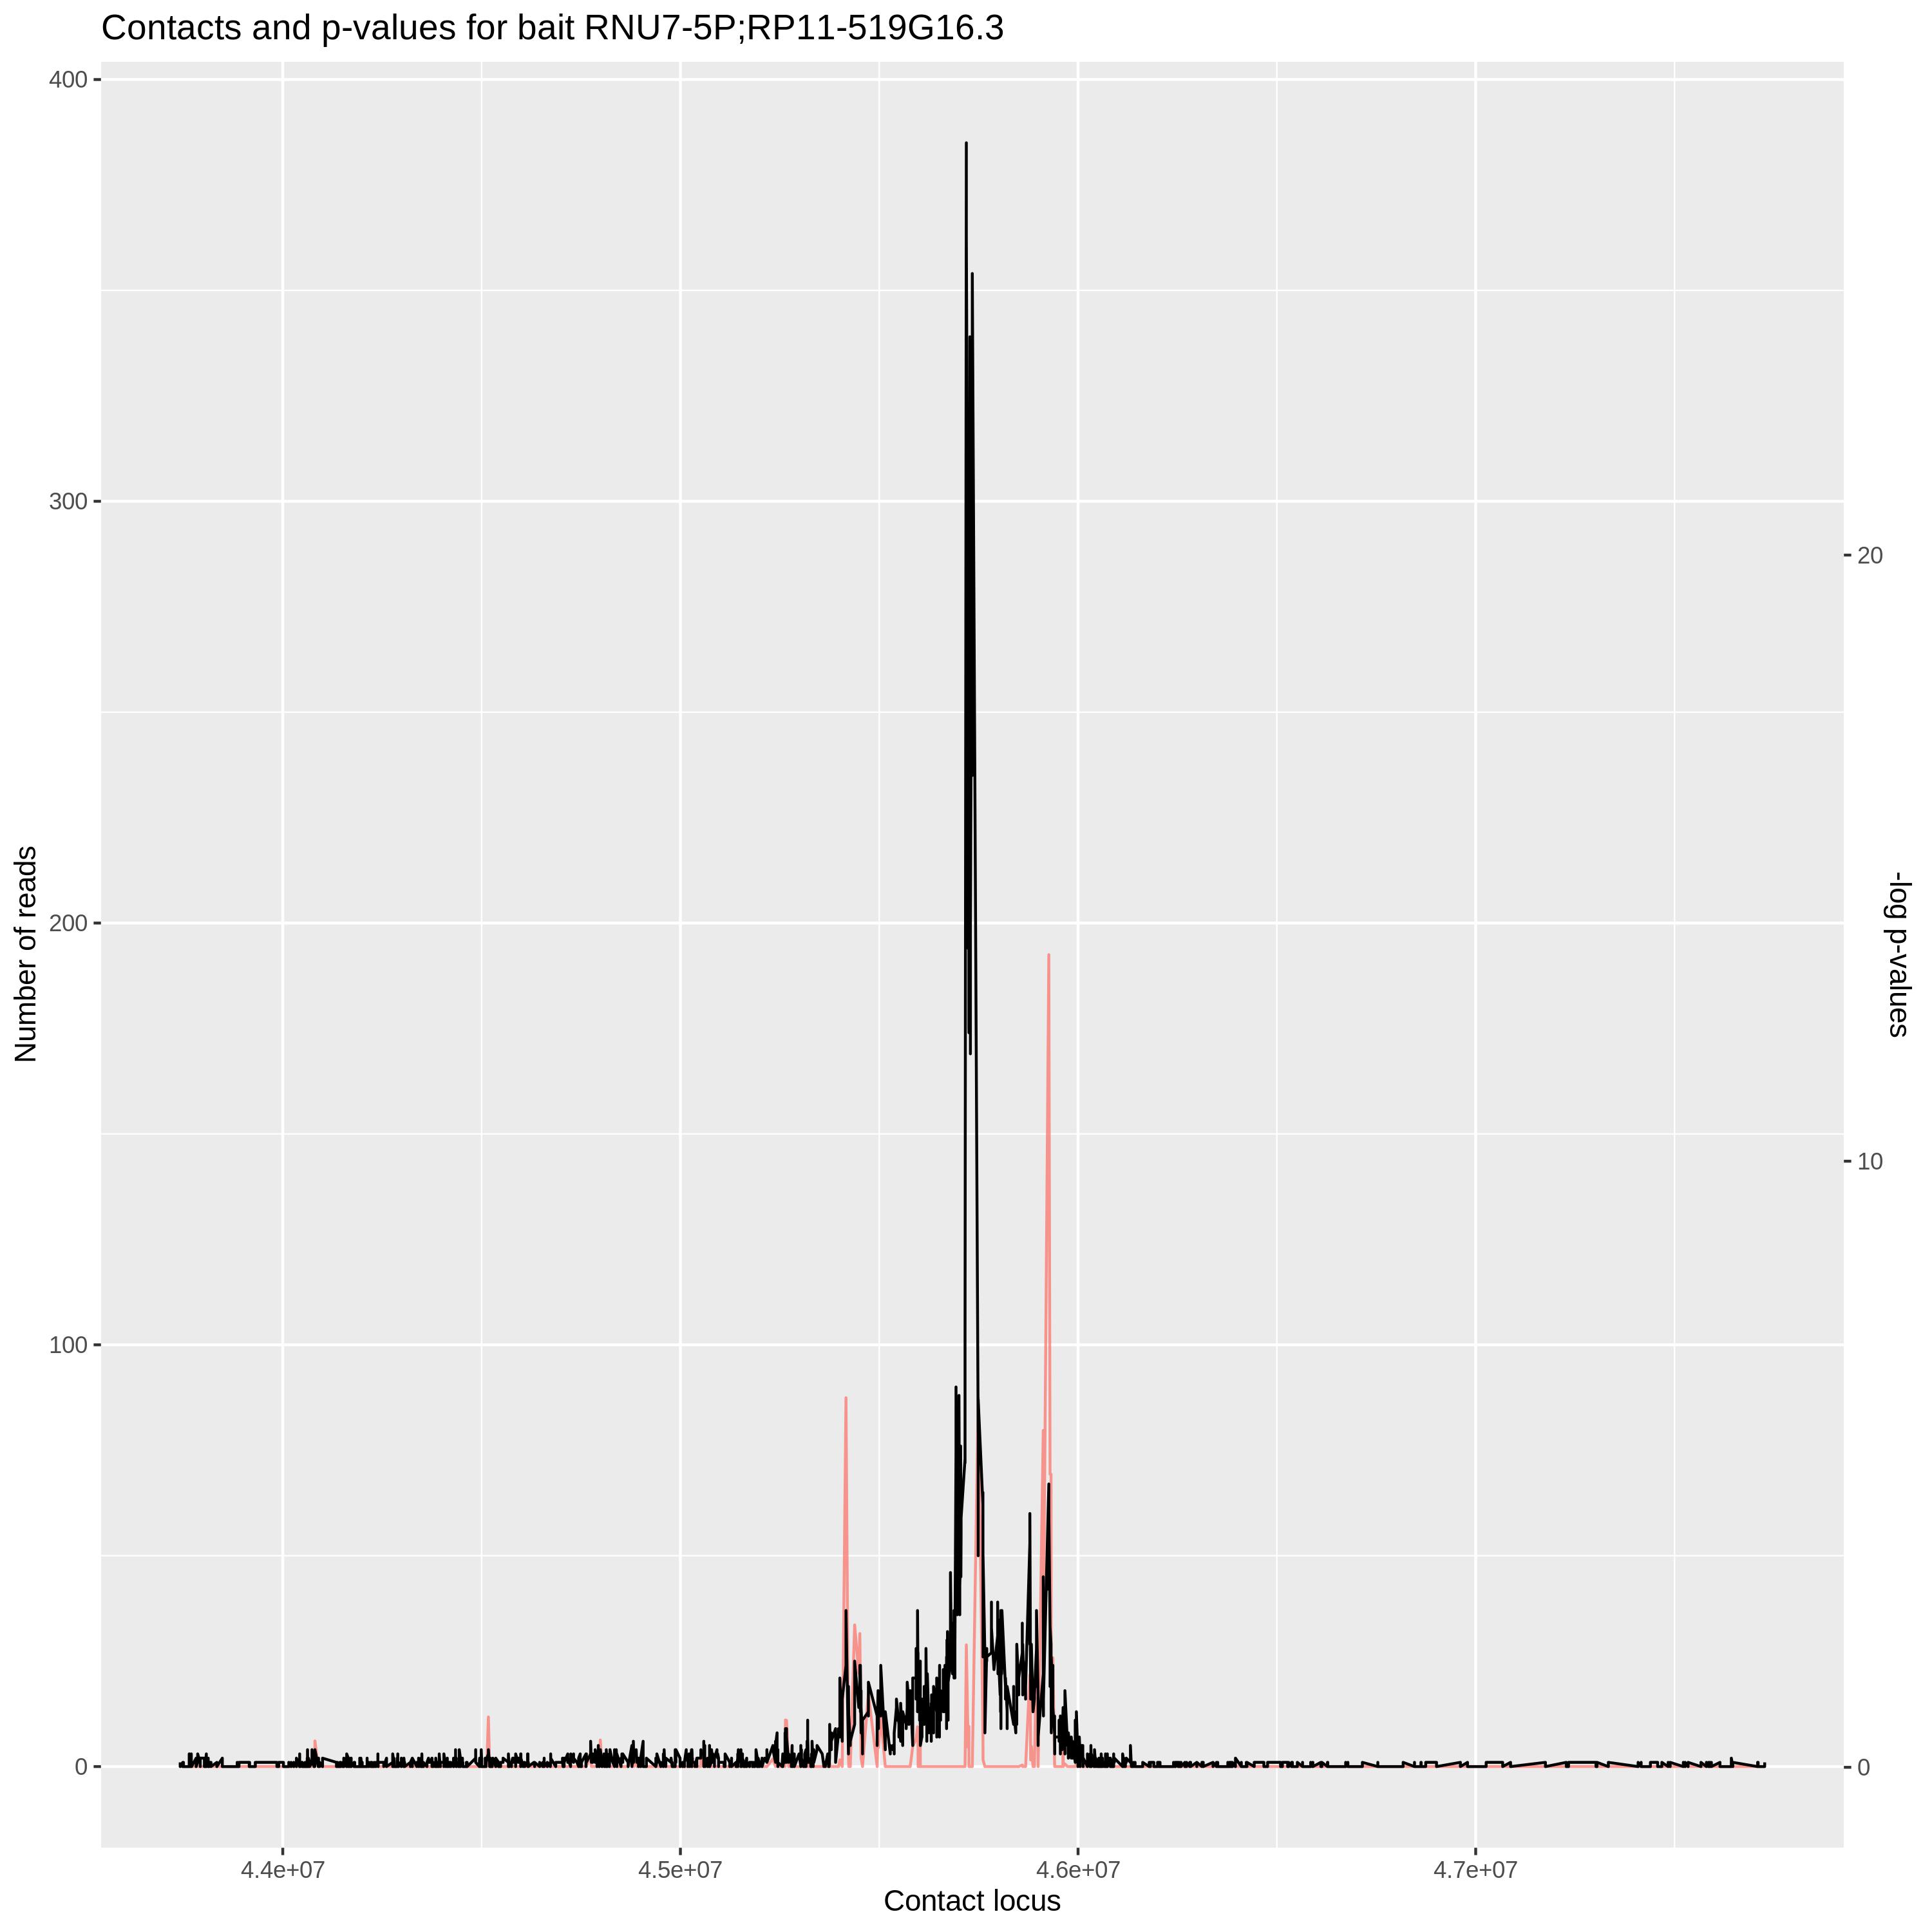 Contacts and p-values for bait RNU7-5P;RP11-519G16.3
400
300
200
100
0
Number of reads
20
10
0
-log p-values
4.4e+07
4.5e+07
4.6e+07
4.7e+07
Contact locus